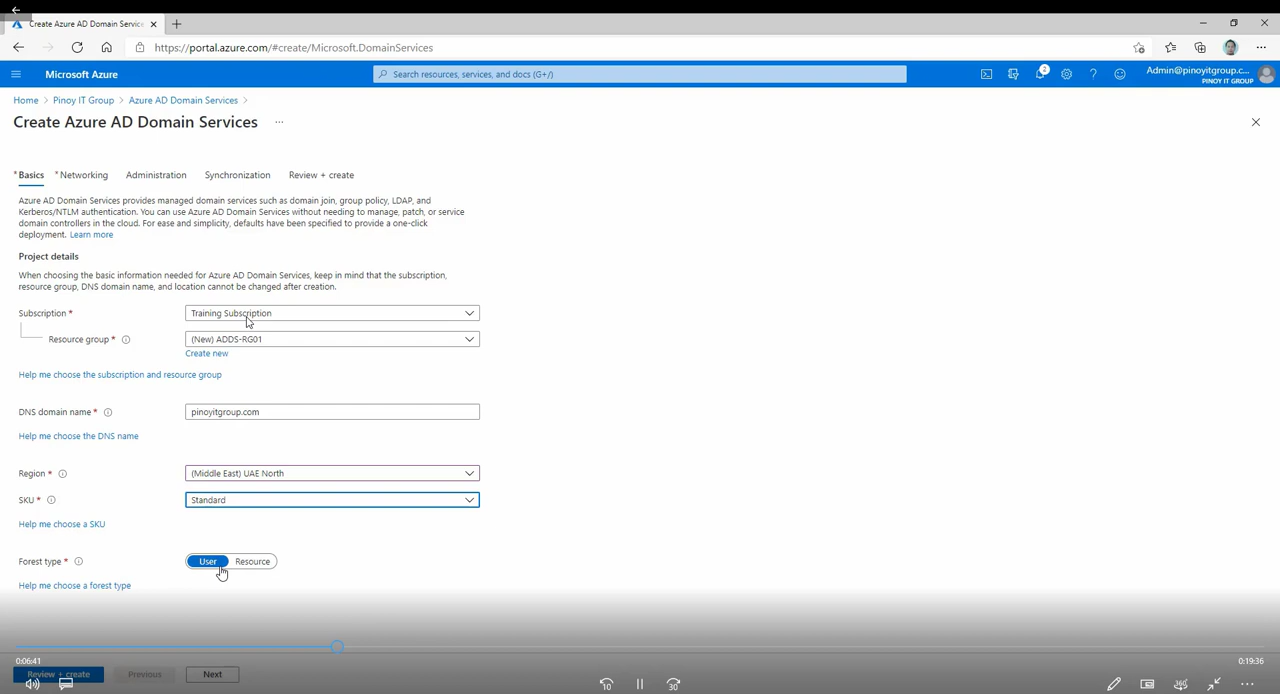 Create Azure AD Domain Service
https://portal.azure.com/#create/Microsoft.DomainServices
Microsoft Azure
Search resources, services, and docs (G+/)
2
Admin@pinoyitgroup.c...
PINOY IT GROUP
Home > Pinoy IT Group > Azure AD Domain Services >
Create Azure AD Domain Services ...
* Basics * Networking Administration Synchronization Review + create
Azure AD Domain Services provides managed domain services such as domain join, group policy, LDAP, and
Kerberos/NTLM authentication. You can use Azure AD Domain Services without needing to manage, patch, or service
domain controllers in the cloud. For ease and simplicity, defaults have been specified to provide a one-click
deployment. Learn more
Project details
When choosing the basic information needed for Azure AD Domain Services, keep in mind that the subscription,
resource group, DNS domain name, and location cannot be changed after creation.
Subscription * Training Subscription
Resource group * (New) ADDS-RG01
Create new
Help me choose the subscription and resource group
DNS domain name * pinoyitgroup.com
Help me choose the DNS name
Region * (Middle East) UAE North
SKU * Standard
Help me choose a SKU
Forest type * User Resource
Help me choose a forest type
0:06:41 0:19:36
Review + create Previous Next
10 30 360